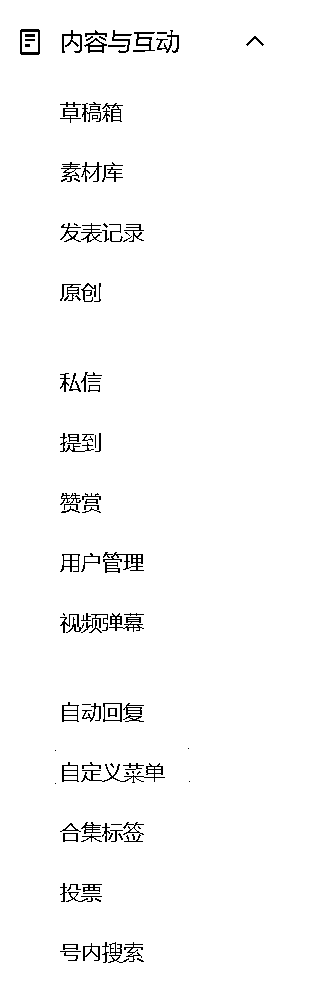 内容与互动
草稿箱
素材库
发表记录
原创
私信
提到
赞赏
用户管理
视频弹幕
自动回复
自定义菜单
合集标签
投票
号内搜索